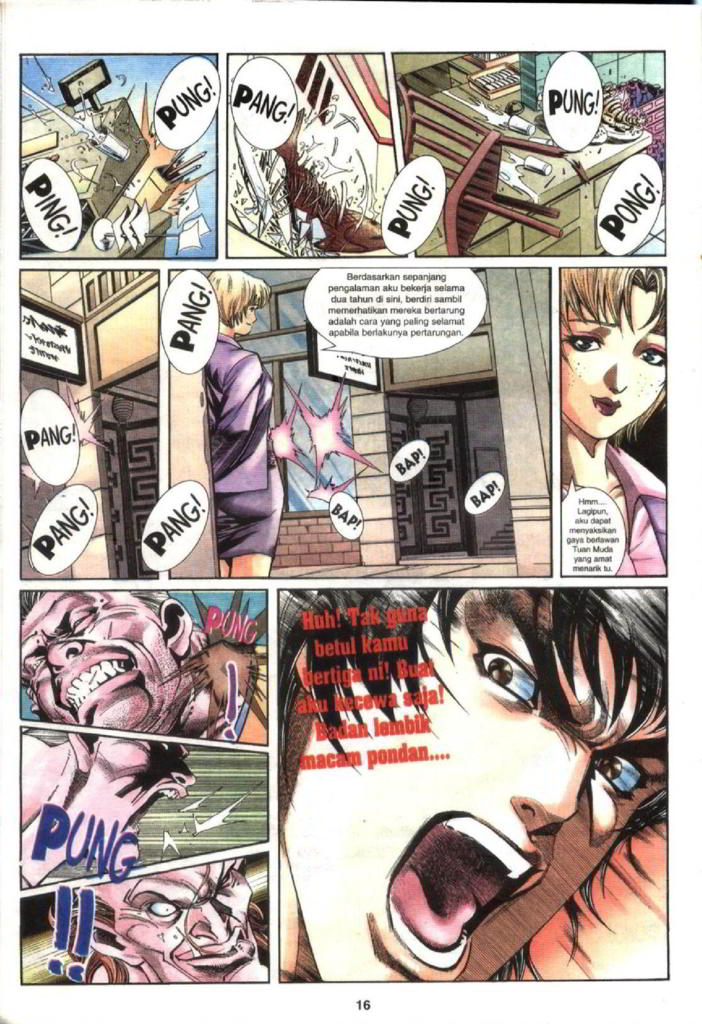 PUNG!
PING!
PANG!
PUNG!
PUNG!
PONG!
PANG!
PANG!
PANG!
PANG!
Berdasarkan sepanjang
pengalaman aku bekerja selama
dua tahun di sini, berdiri sambil
memerhatikan mereka bertarung
adalah cara yang paling selamat
apabila berlakunya pertarungan.
BAP!
BAP!
BAP!
Hmm....
Lagipun,
aku dapat
menyaksikan
gaya berlawan
Tuan Muda
yang amat
menarik tu.
PUNG
!
PUNG
!!
Huh! Tak guna
betul kamu
bertiga ni! Buat
aku kecewa saja!
Badan lembik
macam pondan....
16